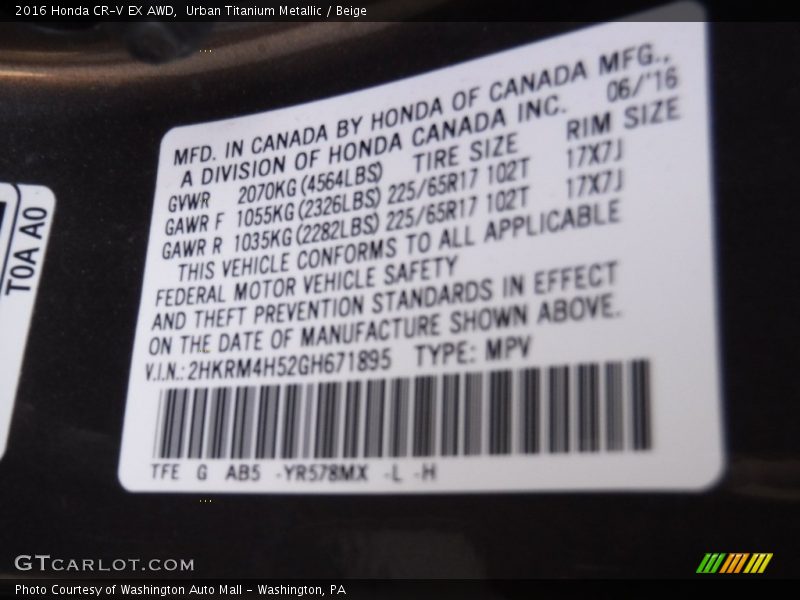 2016 Honda CR-V EX AWD,  Urban Titanium Metallic / Beige
MFD. IN CANADA BY HONDA OF CANADA MFG.,
A DIVISION OF HONDA CANADA INC. 06/'16
GVWR 2070KG(4564LBS) TIRE SIZE RIM SIZE
GAWR F 1055KG(2326LBS) 225/65R17 102T 17X7J
GAWR R 1035KG(2282LBS) 225/65R17 102T 17X7J
THIS VEHICLE CONFORMS TO ALL APPLICABLE
FEDERAL MOTOR VEHICLE SAFETY
AND THEFT PREVENTION STANDARDS IN EFFECT
ON THE DATE OF MANUFACTURE SHOWN ABOVE.
V.I.N.: 2HKRM4H52GH671895 TYPE: MPV
TFE G AB5 -YR578MX -L -H
T0A A0
GTCARLOT.COM
Photo Courtesy of Washington Auto Mall - Washington, PA